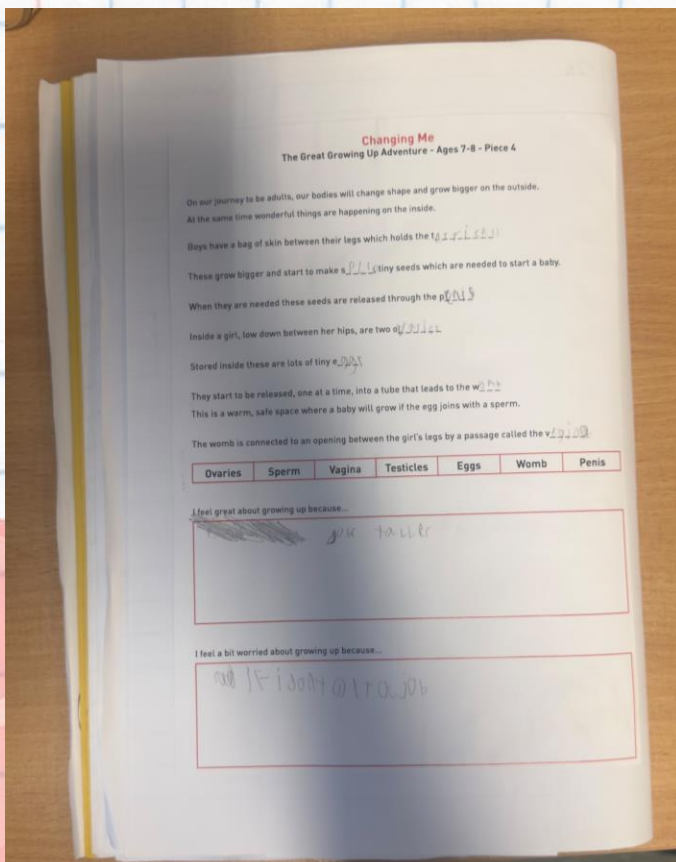 Changing Me
The Great Growing Up Adventure - Ages 7-8 - Piece 4
On our journey to be adults, our bodies will change shape and grow bigger on the outside.
At the same time wonderful things are happening on the inside.
Boys have a bag of skin between their legs which holds the t
These grow bigger and start to make s tiny seeds which are needed to start a baby.
When they are needed these seeds are released through the penis
Inside a girl, low down between her hips, are two o
Stored inside these are lots of tiny eggs
They start to be released, one at a time, into a tube that leads to the w
This is a warm, safe space where a baby will grow if the egg joins with a sperm.
The womb is connected to an opening between the girl's legs by a passage called the vagina
Ovaries Sperm Vagina Testicles Eggs Womb Penis
I feel great about growing up because...
taller
I feel a bit worried about growing up because...
if i dont